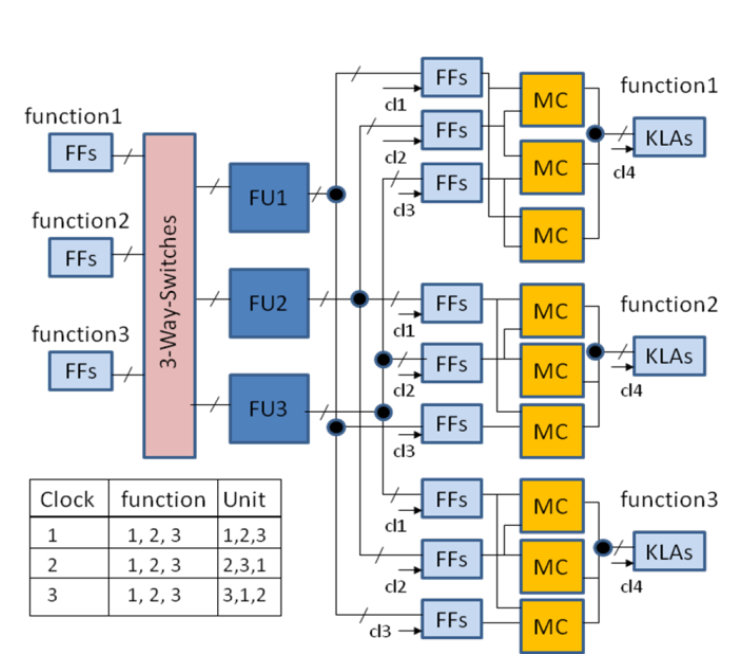 function1
FFs
function2
FFs
function3
FFs
3-Way-Switches
FU1
FU2
FU3
FFs
cl1
FFs
cl2
FFs
cl3
MC
MC
MC
function1
KLAs
cl4
FFs
cl1
FFs
cl2
FFs
cl3
MC
MC
MC
function2
KLAs
cl4
FFs
cl1
FFs
cl2
FFs
cl3
MC
MC
MC
function3
KLAs
cl4
Clock function Unit
1 1, 2, 3 1,2,3
2 1, 2, 3 2,3,1
3 1, 2, 3 3,1,2